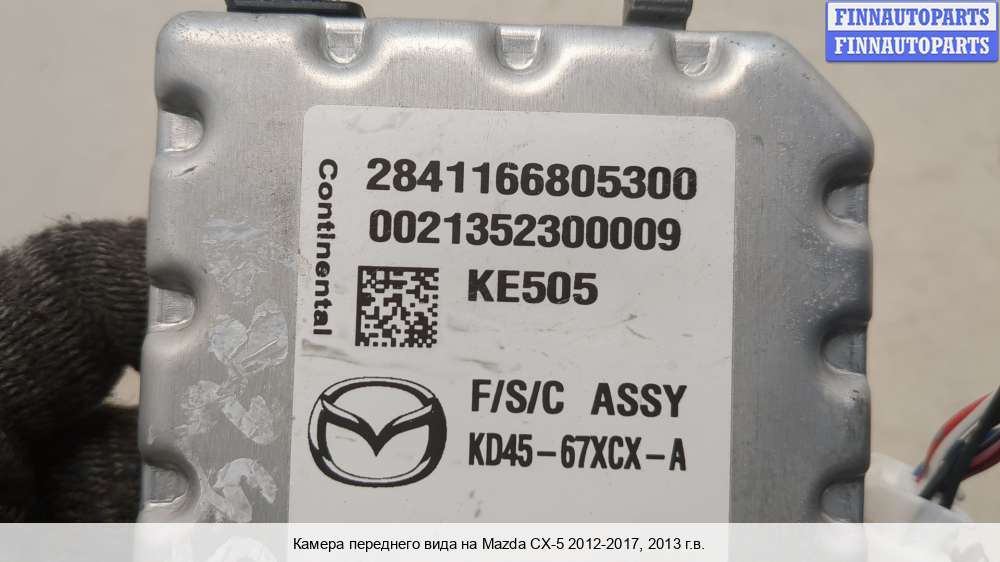 FINNAUTOPARTS
FINNAUTOPARTS
Continental
2841166805300
0021352300009
KE505
F/S/C ASSY
KD45-67XCX-A
Камера переднего вида на Mazda CX-5 2012-2017, 2013 г.в.